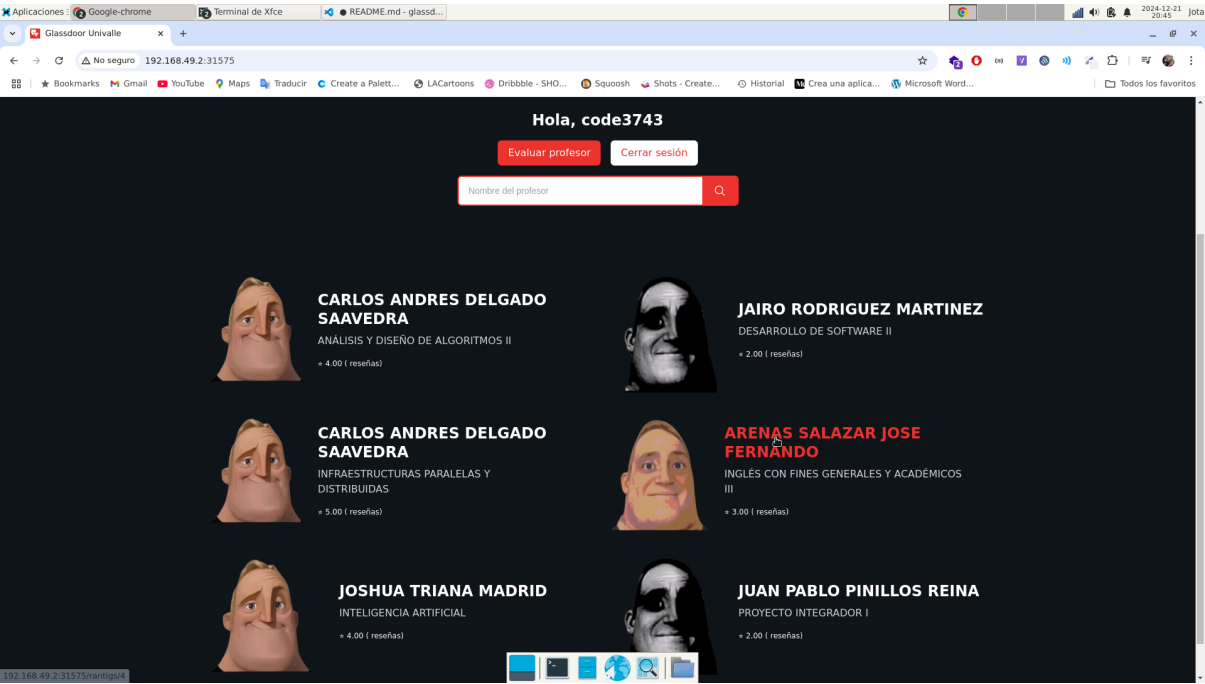 Aplicaciones
Google-chrome
Terminal de Xfce
README.md - glassd...
2024-12-21
20:45
Jota
Glassdoor Univalle
No seguro
192.168.49.2:31575
Bookmarks
Gmail
YouTube
Maps
Traducir
Create a Palett...
LACartoons
Dribbble - SHO...
Squoosh
Shots - Create...
Historial
Crea una aplica...
Microsoft Word...
Todos los favoritos
Hola, code3743
Evaluar profesor
Cerrar sesión
Nombre del profesor
CARLOS ANDRES DELGADO
SAAVEDRA
ANÁLISIS Y DISEÑO DE ALGORITMOS II
⭐ 4.00 ( reseñas)
JAIRO RODRIGUEZ MARTINEZ
DESARROLLO DE SOFTWARE II
⭐ 2.00 ( reseñas)
CARLOS ANDRES DELGADO
SAAVEDRA
INFRAESTRUCTURAS PARALELAS Y
DISTRIBUIDAS
⭐ 5.00 ( reseñas)
ARENAS SALAZAR JOSE
FERNANDO
INGLÉS CON FINES GENERALES Y ACADÉMICOS
III
⭐ 3.00 ( reseñas)
JOSHUA TRIANA MADRID
INTELIGENCIA ARTIFICIAL
⭐ 4.00 ( reseñas)
JUAN PABLO PINILLOS REINA
PROYECTO INTEGRADOR I
⭐ 2.00 ( reseñas)
192.168.49.2:31575/rantigs/4